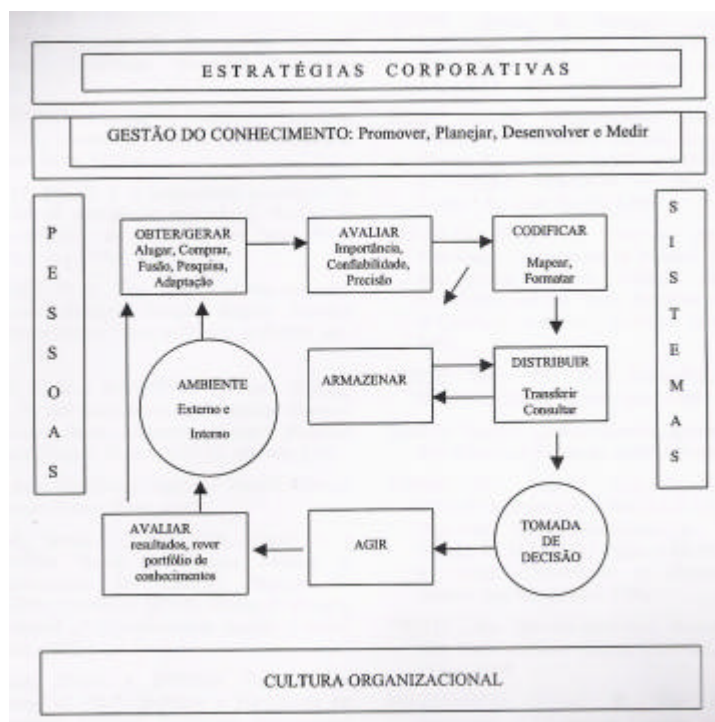 ESTRATÉGIAS CORPORATIVAS
GESTÃO DO CONHECIMENTO: Promover, Planejar, Desenvolver e Medir
PESSOAS
OBTER/GERAR
Alugar, Comprar,
Fusão, Pesquisa,
Adaptação
AVALIAR
Importância,
Confiabilidade,
Precisão
CODIFICAR
Mapear,
Formatar
SISTEMAS
AMBIENTE
Externo e
Interno
ARMAZENAR
DISTRIBUIR
Transferir
Consultar
AVALIAR
resultados, rever
portfólio de
conhecimentos
AGIR
TOMADA
DE
DECISÃO
CULTURA ORGANIZACIONAL